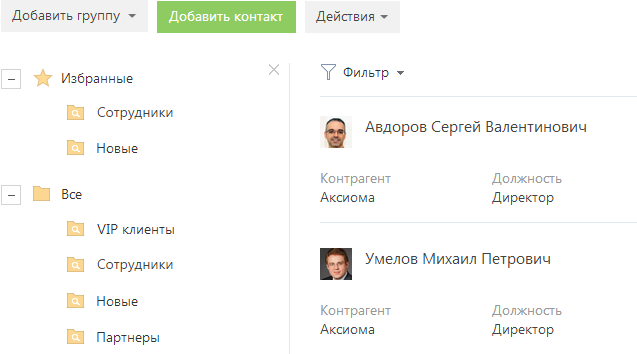 Добавить группу
Добавить контакт
Действия
Избранные
Сотрудники
Новые
Все
VIP клиенты
Сотрудники
Новые
Партнеры
Фильтр
Авдоров Сергей Валентинович
Контрагент Должность
Аксиома Директор
Умелов Михаил Петрович
Контрагент Должность
Аксиома Директор